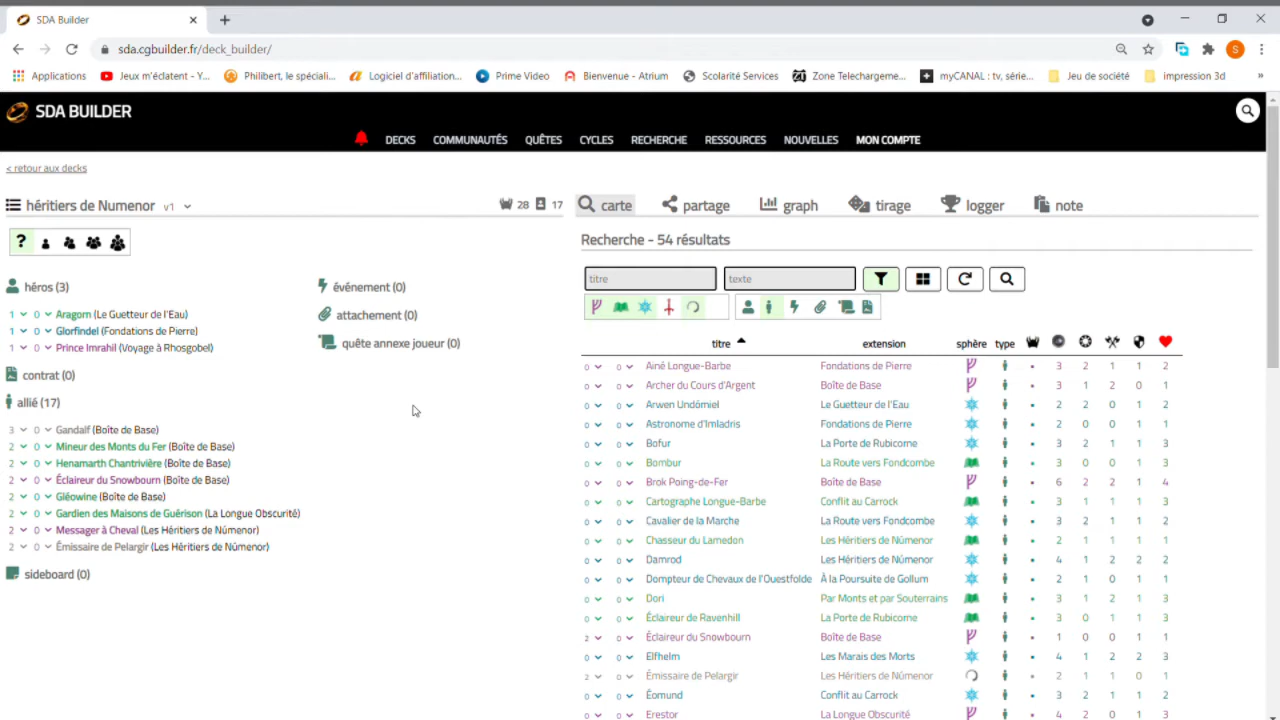 SDA Builder
sda.cgbuilder.fr/deck_builder/
S
Applications
Jeux m'éclatent - Y...
Philibert, le spéciali...
Logiciel d'affiliation...
Prime Video
Bienvenue - Atrium
Scolarité Services
Zone Telechargeme...
myCANAL : tv, série...
Jeu de société
impression 3d
»
SDA BUILDER
DECKS COMMUNAUTÉS QUÊTES CYCLES RECHERCHE RESSOURCES NOUVELLES MON COMPTE
< retour aux decks
héritiers de Numenor v1 28 17
?
héros (3)
1 0 Aragorn (Le Guetteur de l'Eau)
1 0 Glorfindel (Fondations de Pierre)
1 0 Prince Imrahil (Voyage à Rhosgobel)
contrat (0)
allié (17)
3 0 Gandalf (Boîte de Base)
2 0 Mineur des Monts du Fer (Boîte de Base)
2 0 Henamarth Chantrivière (Boîte de Base)
2 0 Éclaireur du Snowbourn (Boîte de Base)
2 0 Gléowine (Boîte de Base)
2 0 Gardien des Maisons de Guérison (La Longue Obscurité)
2 0 Messager à Cheval (Les Héritiers de Númenor)
2 0 Émissaire de Pelargir (Les Héritiers de Númenor)
sideboard (0)
événement (0)
attachement (0)
quête annexe joueur (0)
carte partage graph tirage logger note
Recherche - 54 résultats
titre texte
titre extension sphère type
0 0 Ainé Longue-Barbe Fondations de Pierre 3 2 1 1 2
0 0 Archer du Cours d'Argent Boîte de Base 3 1 2 0 1
0 0 Arwen Undómiel Le Guetteur de l'Eau 2 2 0 1 2
0 0 Astronome d'Imladris Fondations de Pierre 2 0 0 1 1
0 0 Bofur La Porte de Rubicorne 3 2 1 1 3
0 0 Bombur La Route vers Fondcombe 3 0 0 1 3
0 0 Brok Poing-de-Fer Boîte de Base 6 2 2 1 4
0 0 Cartographe Longue-Barbe Conflit au Carrock 3 1 1 1 3
0 0 Cavalier de la Marche La Route vers Fondcombe 3 2 1 1 2
0 0 Chasseur du Lamedon Les Héritiers de Númenor 2 1 1 1 1
0 0 Damrod Les Héritiers de Númenor 4 1 2 2 2
0 0 Dompteur de Chevaux de l'Ouestfolde À la Poursuite de Gollum 2 1 0 1 1
0 0 Dori Par Monts et par Souterrains 3 1 2 1 3
0 0 Éclaireur de Ravenhill La Porte de Rubicorne 3 0 1 1 3
2 0 Éclaireur du Snowbourn Boîte de Base 1 0 0 1 1
0 0 Elfhelm Les Marais des Morts 4 1 2 2 3
2 0 Émissaire de Pelargir Les Héritiers de Númenor 2 1 1 0 1
0 0 Éomund Conflit au Carrock 3 2 1 1 2
0 0 Erestor La Longue Obscurité 4 2 0 1 3